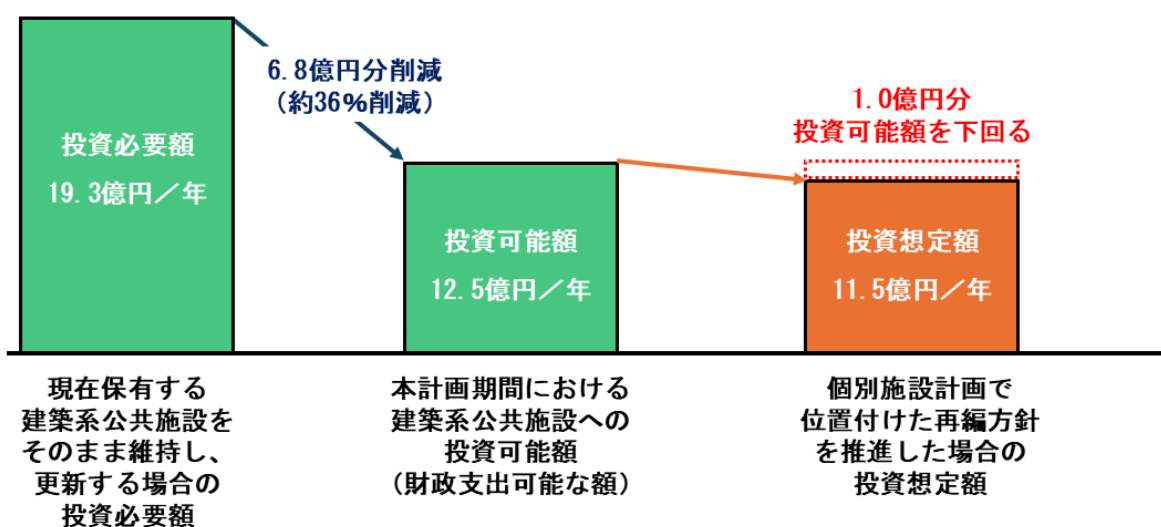 6.8億円分削減
（約36％削減）
1.0億円分
投資可能額を下回る
投資必要額
19.3億円／年
投資可能額
12.5億円／年
投資想定額
11.5億円／年
現在保有する
建築系公共施設を
そのまま維持し、
更新する場合の
投資必要額
本計画期間における
建築系公共施設への
投資可能額
（財政支出可能な額）
個別施設計画で
位置付けた再編方針
を推進した場合の
投資想定額